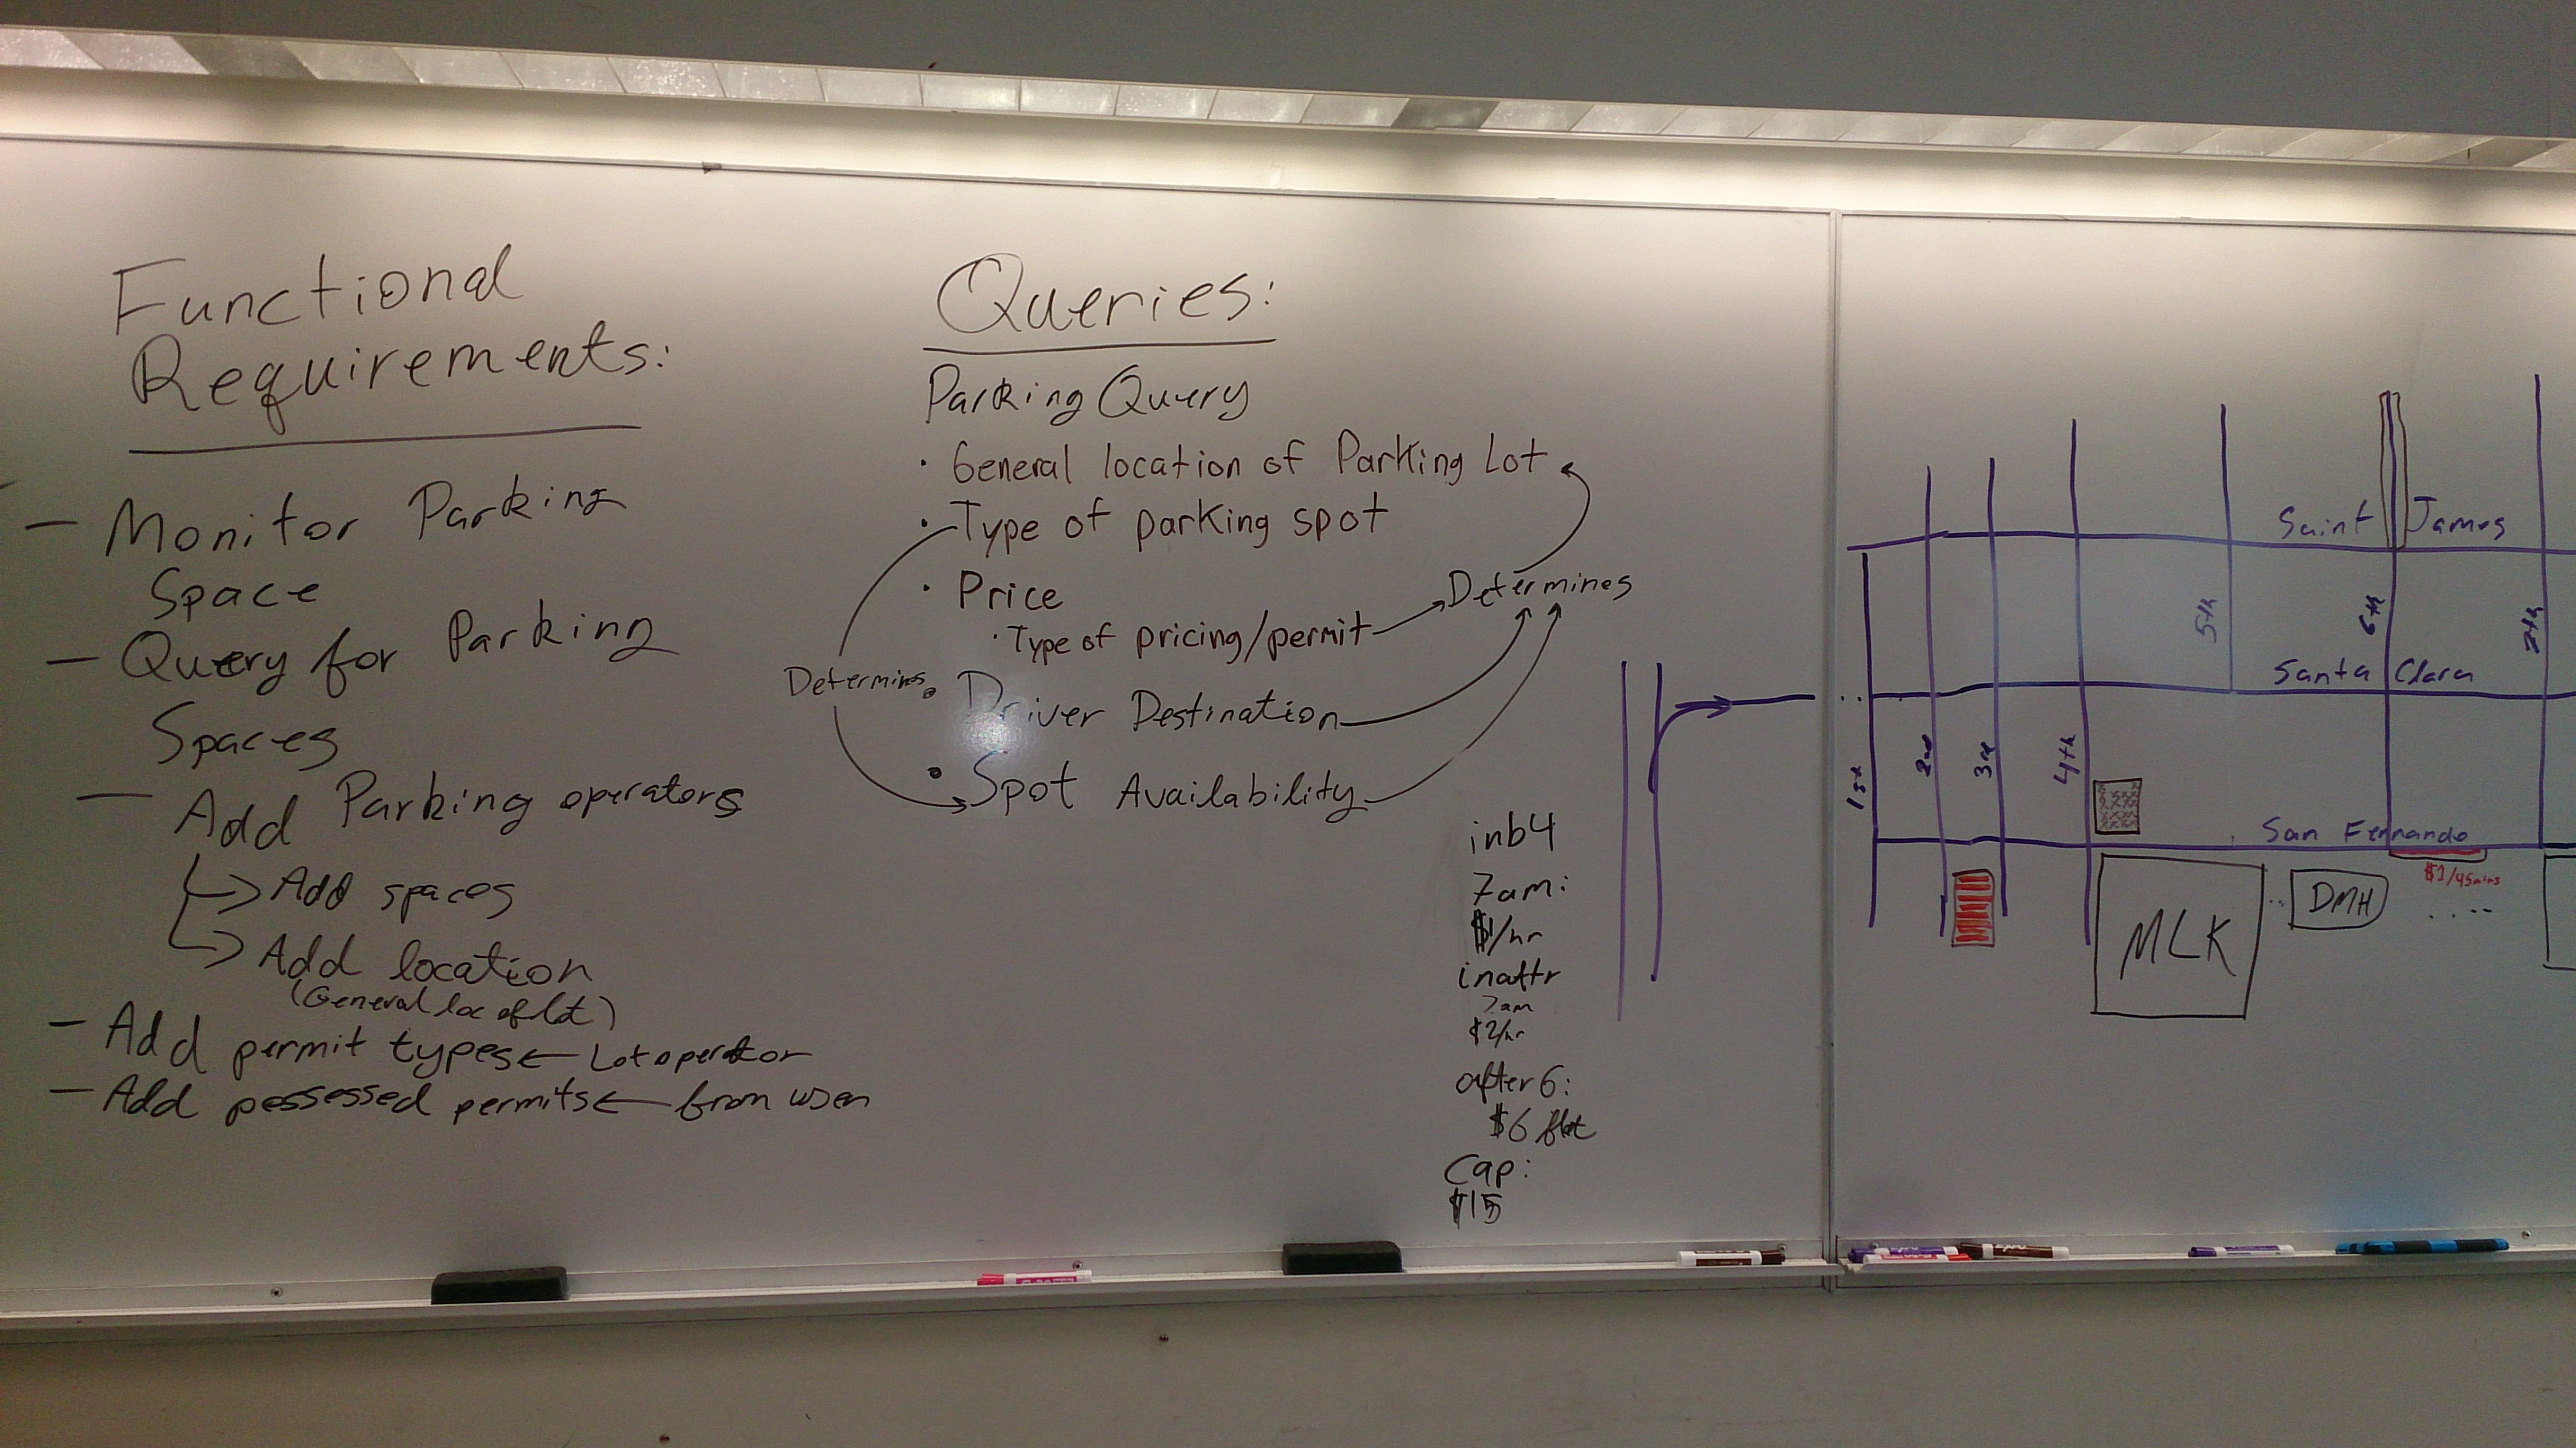 Functional
Requirements:
- Monitor Parking
Space
- Query for Parking
Spaces
- Add Parking operators
Add spaces
Add location
(General loc of lot)
- Add permit types ← Lot operator
- Add possessed permits ← from user
Queries:
Parking Query
· General location of Parking Lot
· Type of parking spot
· Price
· Type of pricing/permit
Determines
Determines
· Driver Destination
· Spot Availability
inb4
7am:
$1/hr
inaftr
7am
$2/hr
after 6:
$6 flat
Cap:
$15
Saint James
5th
6th
7th
Santa Clara
1st
2nd
3rd
4th
San Fernando
$1/45mins
MLK
DMH